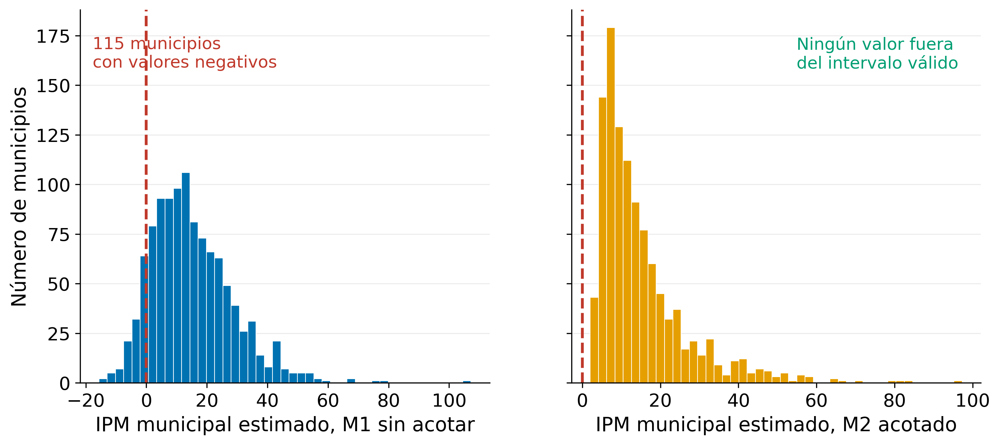 115 municipios
con valores negativos
Número de municipios
175
150
125
100
75
50
25
0
−20 0 20 40 60 80 100
IPM municipal estimado, M1 sin acotar
Ningún valor fuera
del intervalo válido
0 20 40 60 80 100
IPM municipal estimado, M2 acotado